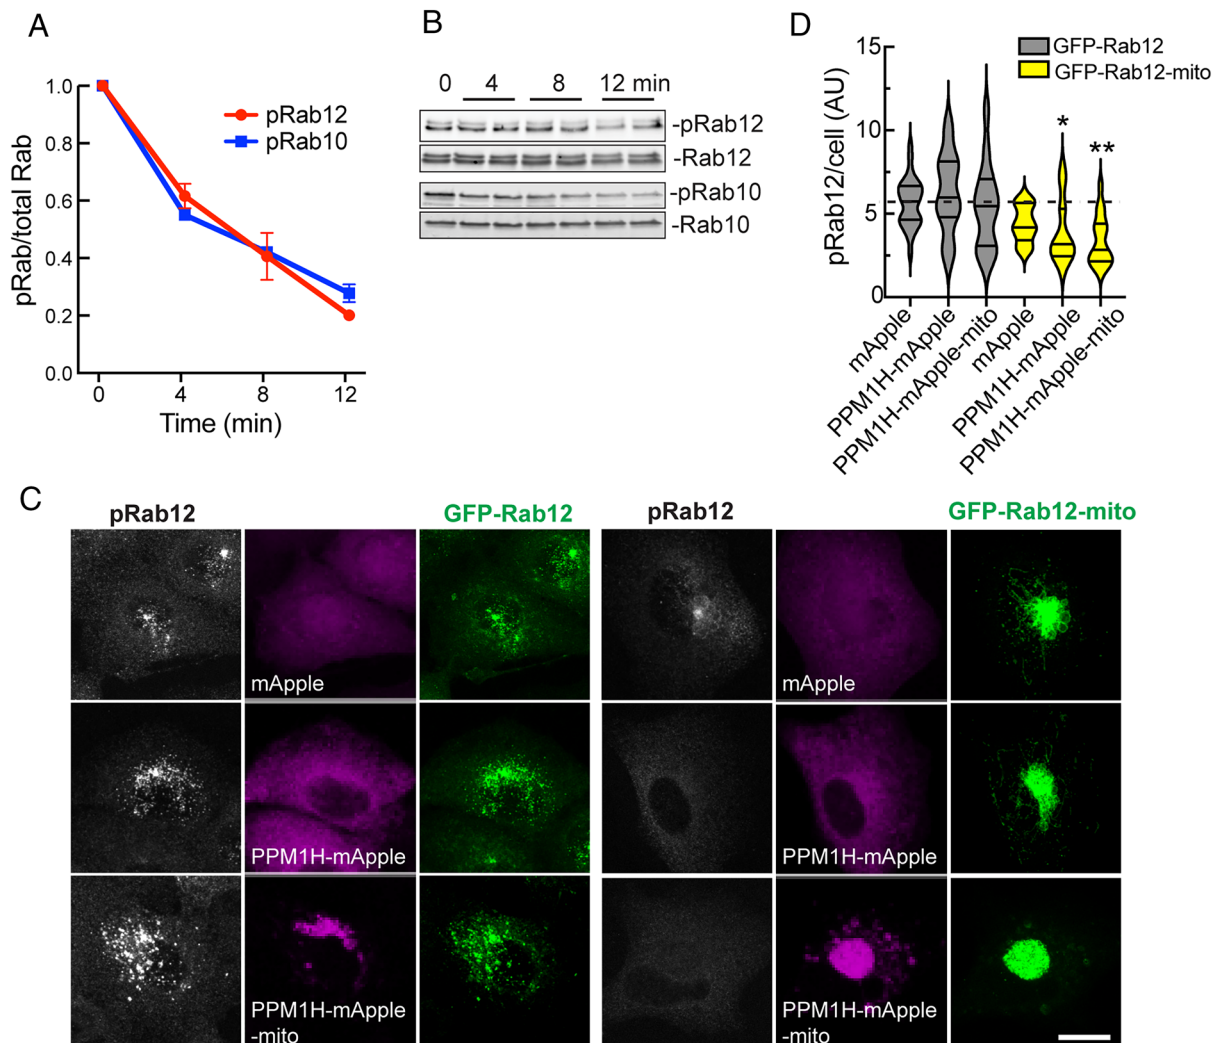 A
pRab/total Rab
1.0
0.8
0.6
0.4
0.2
0.0
0 4 8 12
Time (min)
pRab12
pRab10
B
0 4 8 12 min
-pRab12
-Rab12
-pRab10
-Rab10
D
GFP-Rab12
GFP-Rab12-mito
pRab12/cell (AU)
15
10
5
0
*
**
mApple
PPM1H-mApple
PPM1H-mApple-mito
mApple
PPM1H-mApple
PPM1H-mApple-mito
C
pRab12 GFP-Rab12 pRab12 GFP-Rab12-mito
mApple mApple
PPM1H-mApple PPM1H-mApple
PPM1H-mApple PPM1H-mApple
-mito -mito